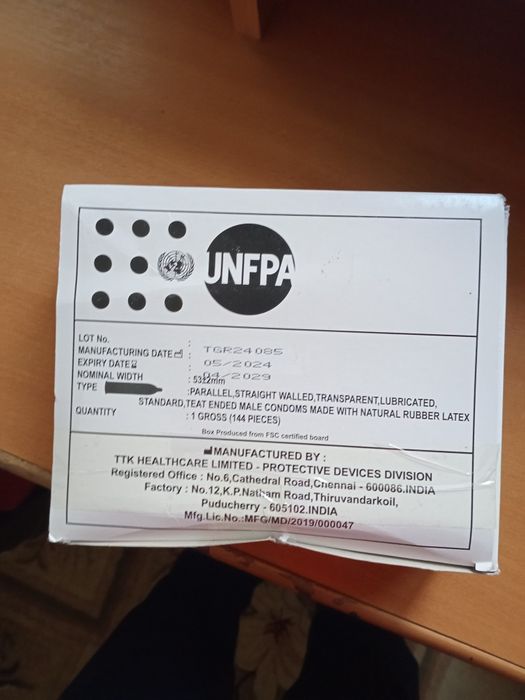 UNFPA
LOT No. :
MANUFACTURING DATE : TGR24085
EXPIRY DATE : 05/2024
NOMINAL WIDTH 04/2029
: 53±2mm
TYPE :PARALLEL,STRAIGHT WALLED,TRANSPARENT,LUBRICATED,
STANDARD,TEAT ENDED MALE CONDOMS MADE WITH NATURAL RUBBER LATEX
QUANTITY : 1 GROSS (144 PIECES)
Box Produced from FSC certified board
MANUFACTURED BY :
TTK HEALTHCARE LIMITED - PROTECTIVE DEVICES DIVISION
Registered Office : No.6,Cathedral Road,Chennai - 600086.INDIA
Factory : No.12,K.P.Natham Road,Thiruvandarkoil,
Puducherry - 605102.INDIA
Mfg.Lic.No.:MFG/MD/2019/000047